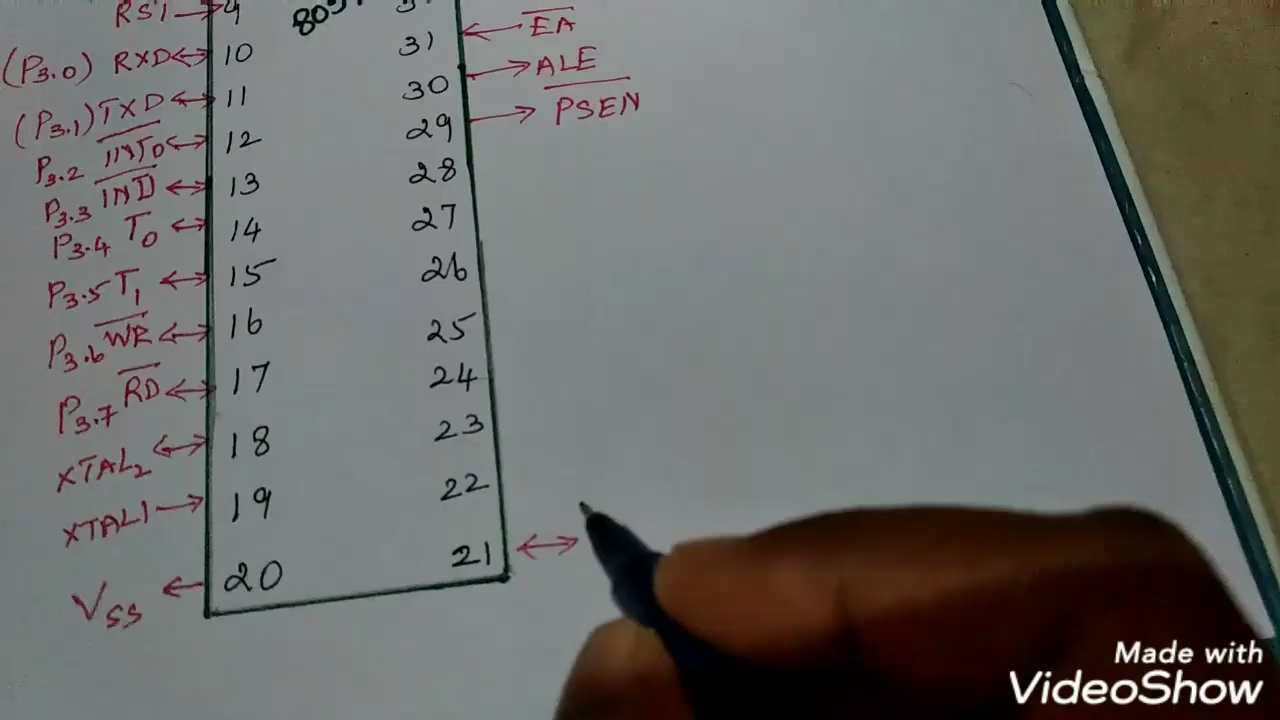 RST 9 8051
31 EA
(P3.0) RXD 10 30 ALE
(P3.1) TXD 11 29 PSEN
P3.2 INT0 12 28
P3.3 INT 13 27
P3.4 T0 14 26
P3.5 T1 15 25
P3.6 WR 16 24
P3.7 RD 17 23
XTAL2 18 22
XTAL1 19 21
VSS 20
Made with
VideoShow